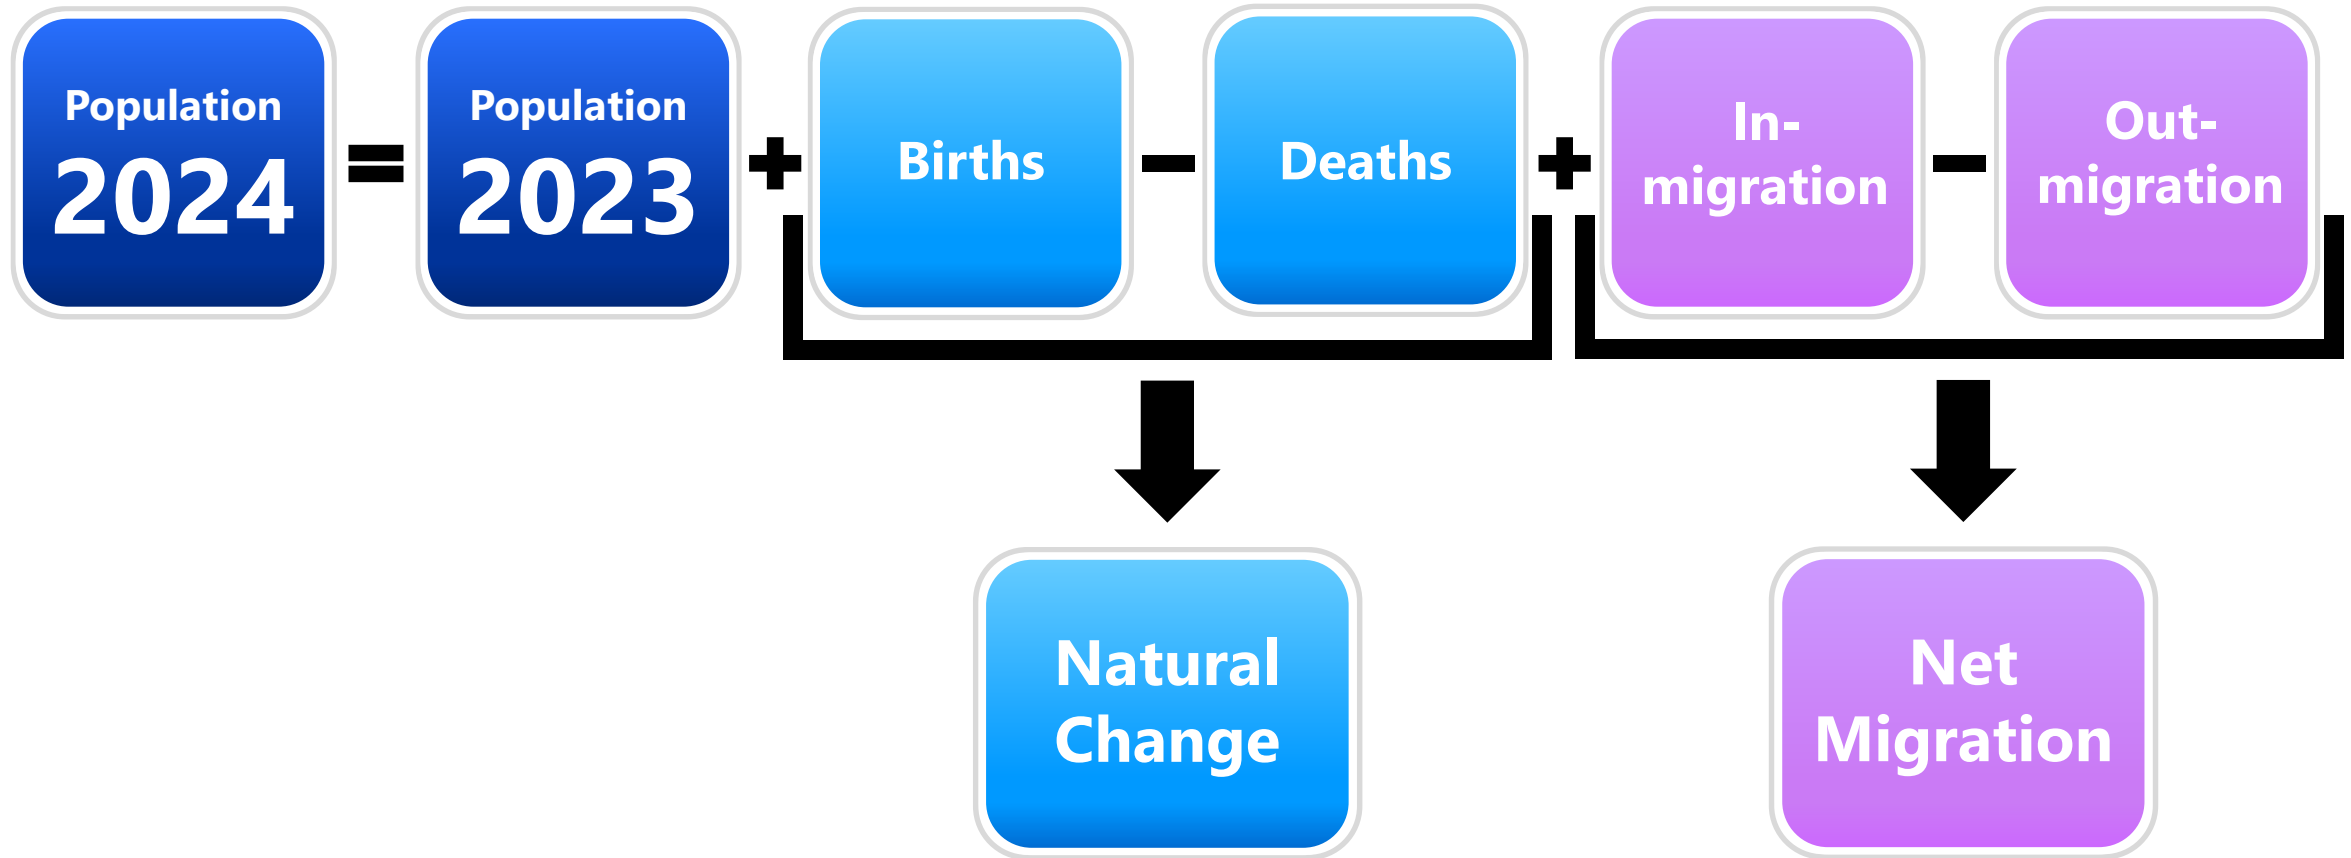 Population
2024
=
Population
2023
+
Births
−
Deaths
+
In-
migration
−
Out-
migration
Natural
Change
Net
Migration